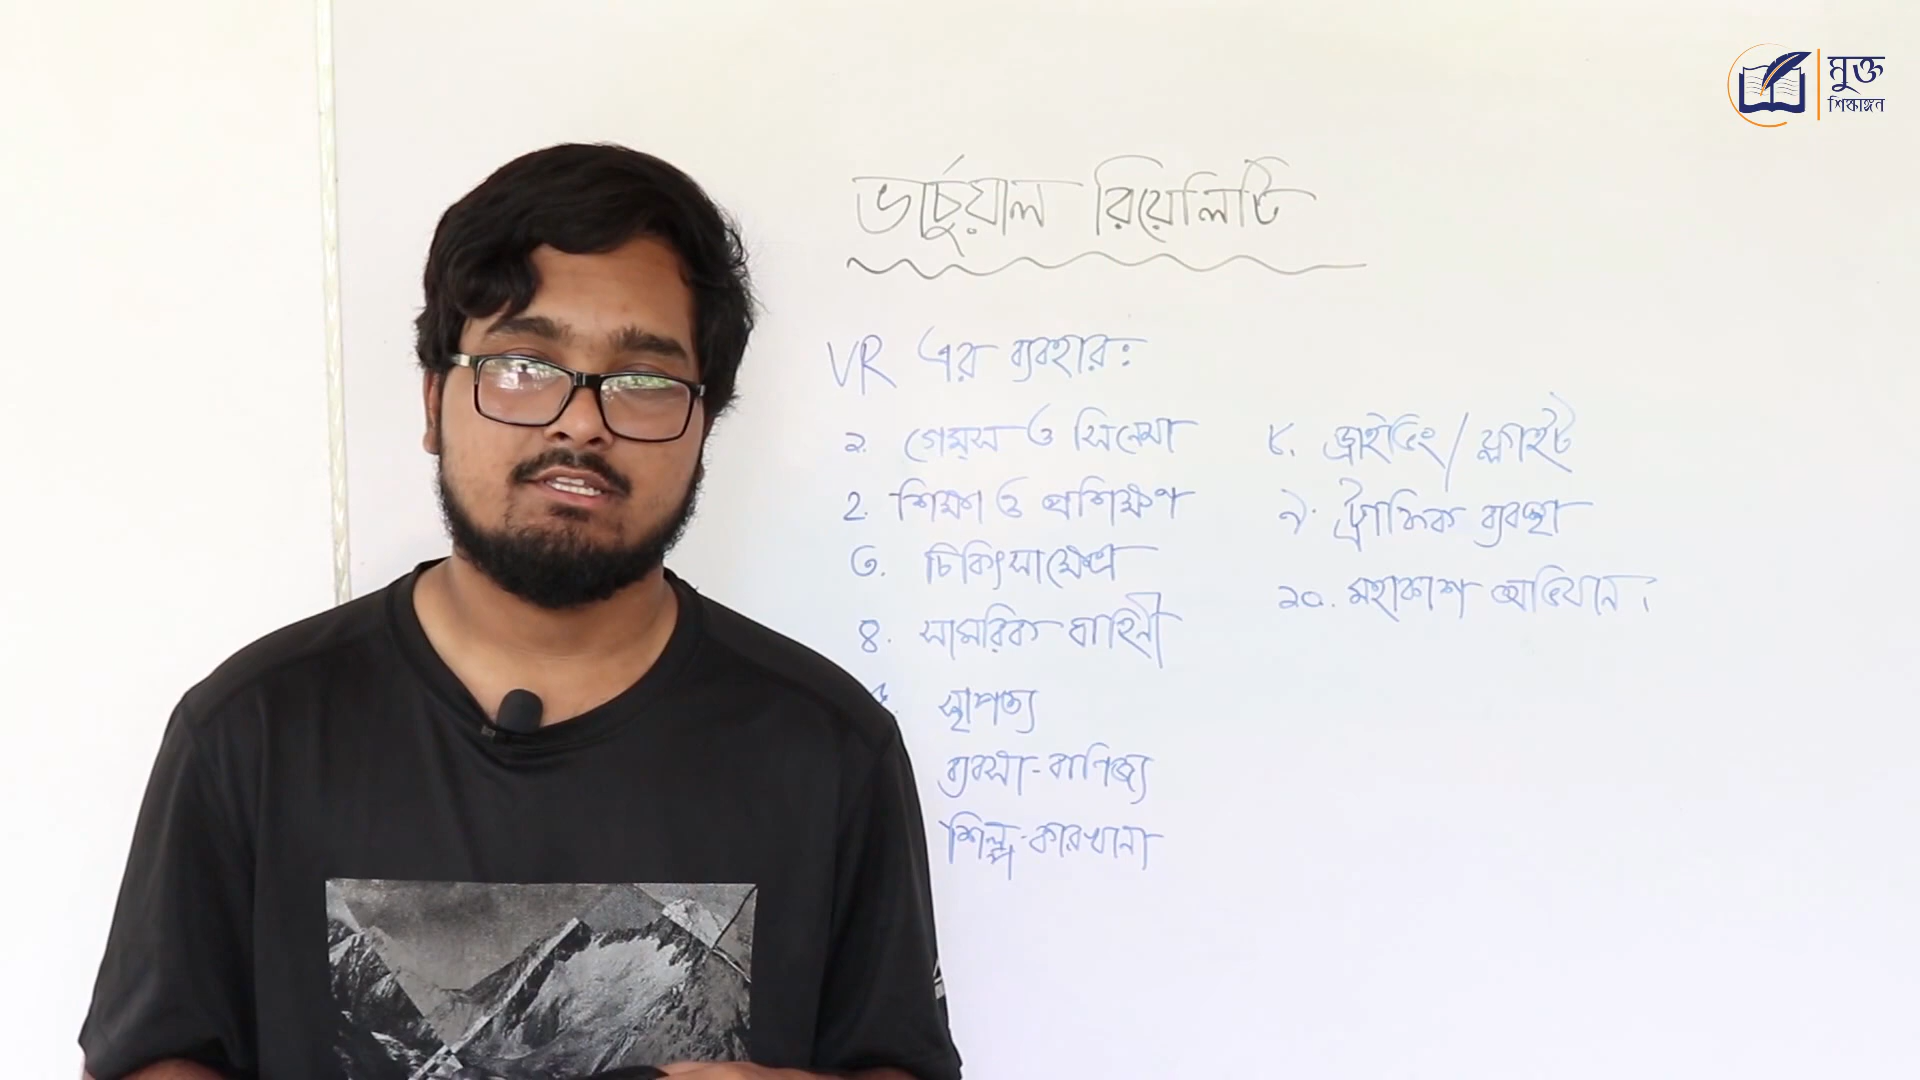 মুক্ত
শিক্ষাঙ্গন
ভার্চুয়াল রিয়েলিটি
VR এর ব্যবহার:
১. গেম্স ও সিনেমা
২. শিক্ষা ও প্রশিক্ষণ
৩. চিকিৎসাক্ষেত্র
৪. সামরিক বাহিনী
স্থাপত্য
ব্যবসা-বাণিজ্য
শিল্প-কারখানা
৮. ড্রাইভিং/ফ্লাইট
৯. ট্রাফিক ব্যবস্থা
১০. মহাকাশ অভিযান।